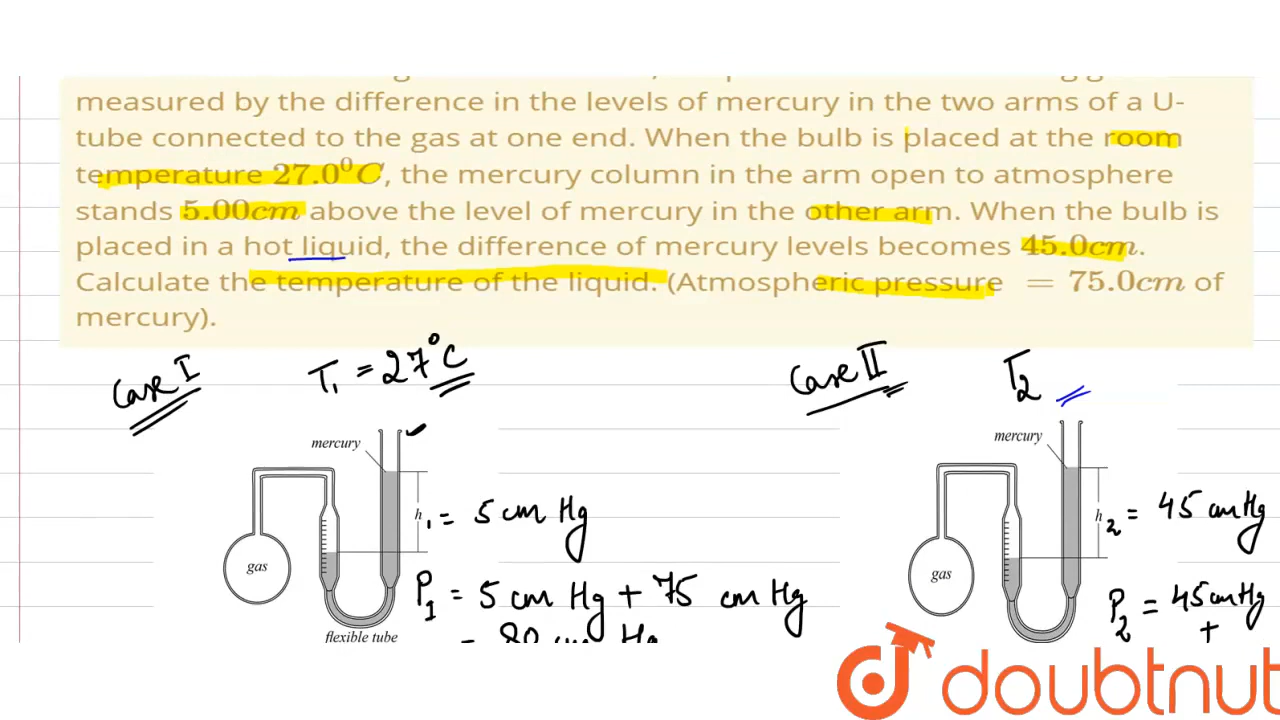 measured by the difference in the levels of mercury in the two arms of a U-
tube connected to the gas at one end. When the bulb is placed at the room
temperature 27.0⁰C, the mercury column in the arm open to atmosphere
stands 5.00cm above the level of mercury in the other arm. When the bulb is
placed in a hot liquid, the difference of mercury levels becomes 45.0cm.
Calculate the temperature of the liquid. (Atmospheric pressure = 75.0cm of
mercury).
Case I
T₁ = 27°C
Case II
T₂
mercury
h₁ = 5 cm Hg
gas
P₁ = 5 cm Hg + 75 cm Hg
= 80 cm Hg
flexible tube
mercury
h₂ = 45 cm Hg
gas
P₂ = 45 cm Hg
+
doubtnut